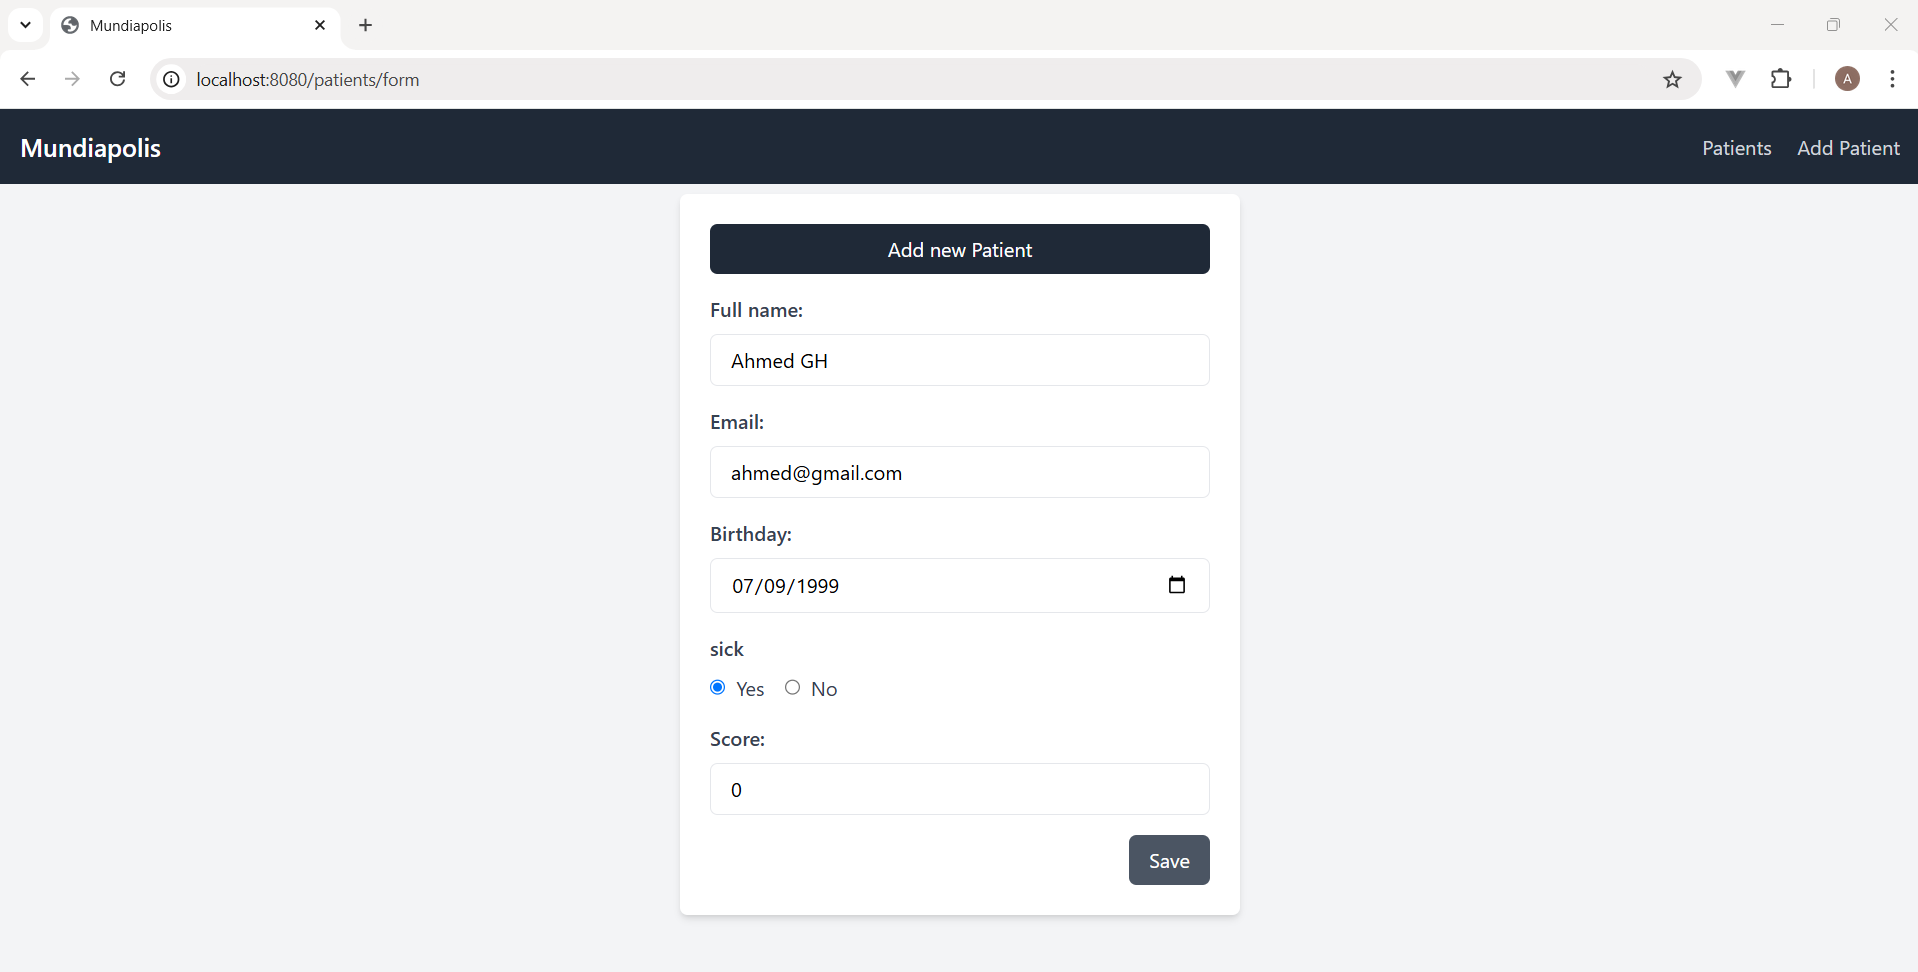 Mundiapolis
localhost:8080/patients/form
A
Mundiapolis
Patients
Add Patient
Add new Patient
Full name:
Ahmed GH
Email:
ahmed@gmail.com
Birthday:
07/09/1999
sick
Yes No
Score:
0
Save